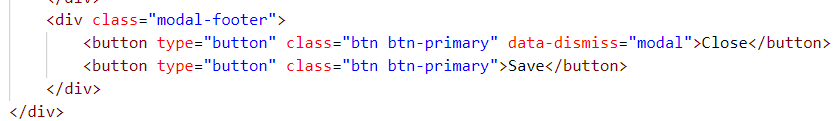 </div>
<div class="modal-footer">
<button type="button" class="btn btn-primary" data-dismiss="modal">Close</button>
<button type="button" class="btn btn-primary">Save</button>
</div>
</div>